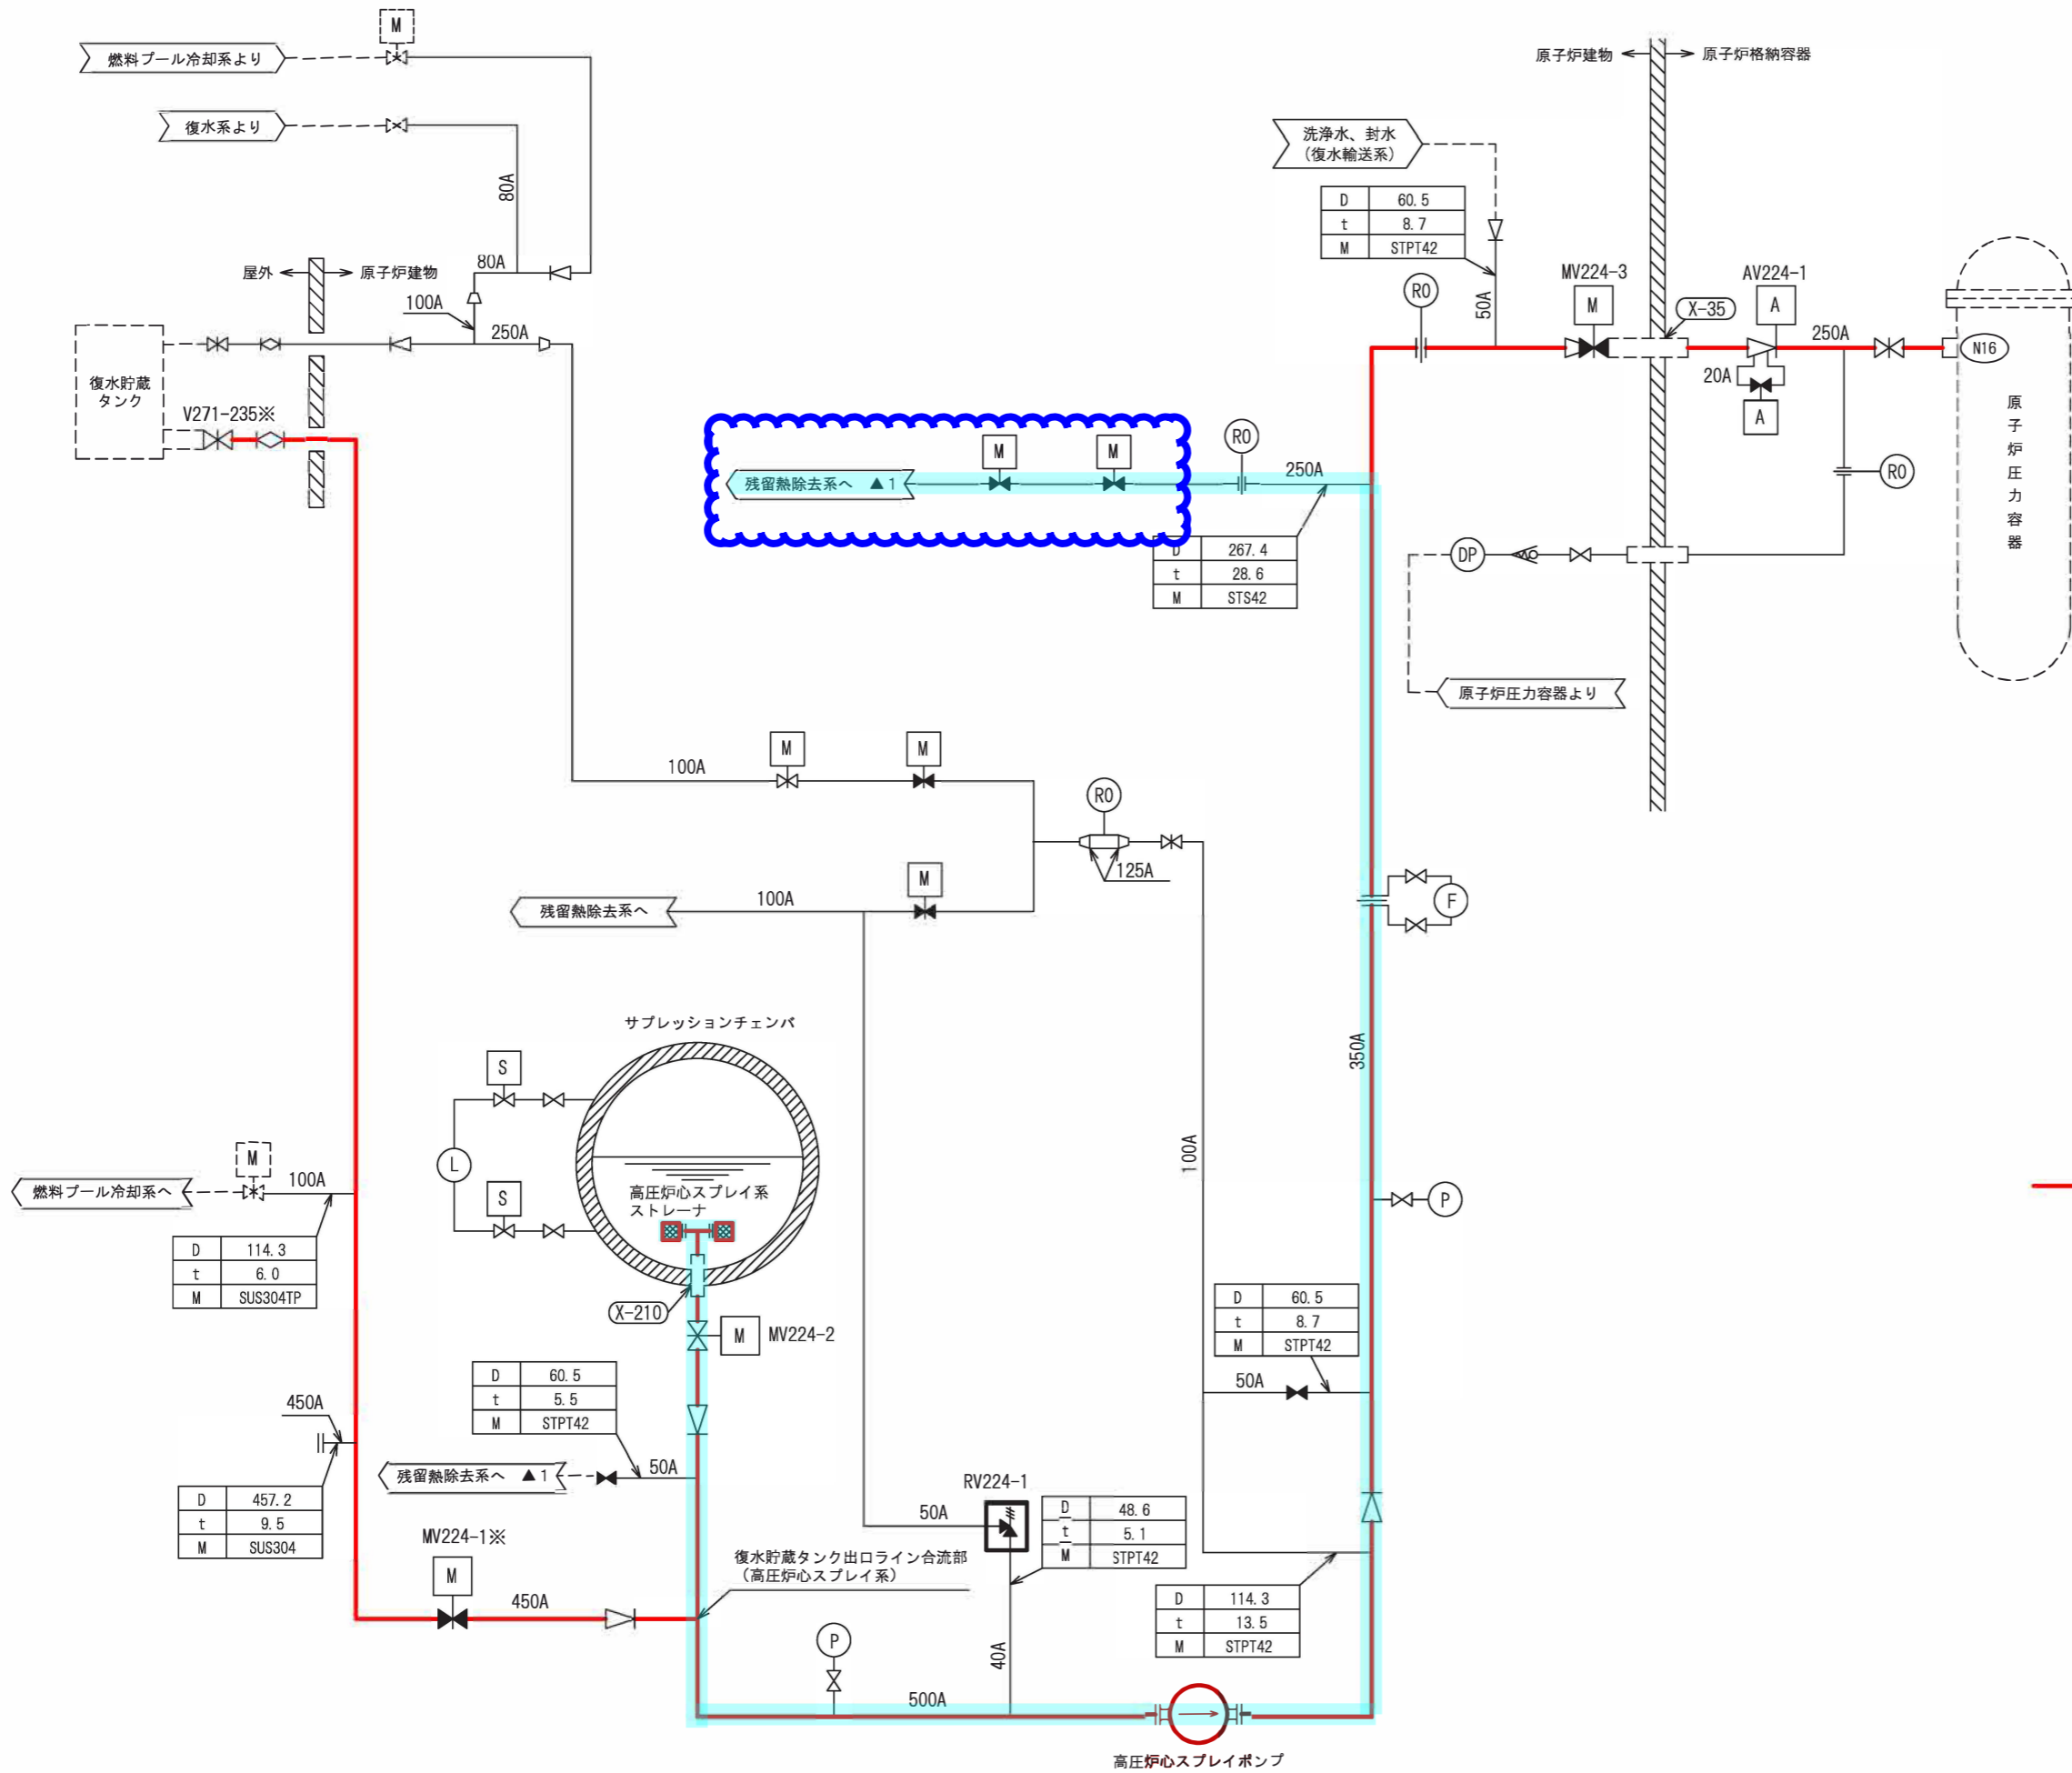 M
燃料プール冷却系より
復水系より
80A
80A
100A
250A
屋外
原子炉建物
復水貯蔵
タンク
V271-235※
原子炉建物
原子炉格納容器
洗浄水、封水
(復水輸送系)
D 60.5
t 8.7
M STPT42
50A
RO
MV224-3
M
X-35
AV224-1
A
250A
20A
A
N16
原子炉圧力容器
RO
DP
原子炉圧力容器より
M
M
RO
残留熱除去系へ ▲1
250A
D 267.4
t 28.6
M STS42
100A
M
M
RO
125A
M
100A
残留熱除去系へ
F
350A
100A
P
サプレッションチェンバ
S
L
S
高圧炉心スプレイ系
ストレーナ
X-210
M
MV224-2
M
100A
燃料プール冷却系へ
D 114.3
t 6.0
M SUS304TP
450A
D 457.2
t 9.5
M SUS304
D 60.5
t 5.5
M STPT42
50A
残留熱除去系へ ▲1
MV224-1※
M
450A
復水貯蔵タンク出口ライン合流部
(高圧炉心スプレイ系)
RV224-1
50A
D 48.6
t 5.1
M STPT42
40A
D 60.5
t 8.7
M STPT42
50A
D 114.3
t 13.5
M STPT42
P
500A
高圧炉心スプレイポンプ